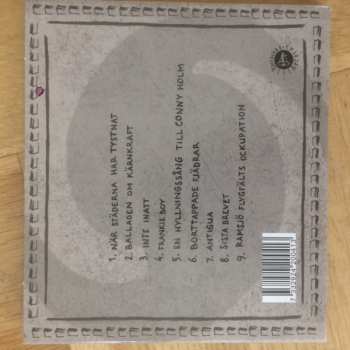 1. NÄR STÄDERNA HAR TYSTNAT
2. BALLADEN OM KÄRNKRAFT
3. INTE INATT
4. FRANKIE BOY
5. EN HYLLNINGSSÅNG TILL CONNY HOLM
6. BORTTAPPADE FJÄDRAR
7. ANTIGUA
8. SISTA BREVET
9. RAMSJÖ FLYGFÄLTS OCKUPATION